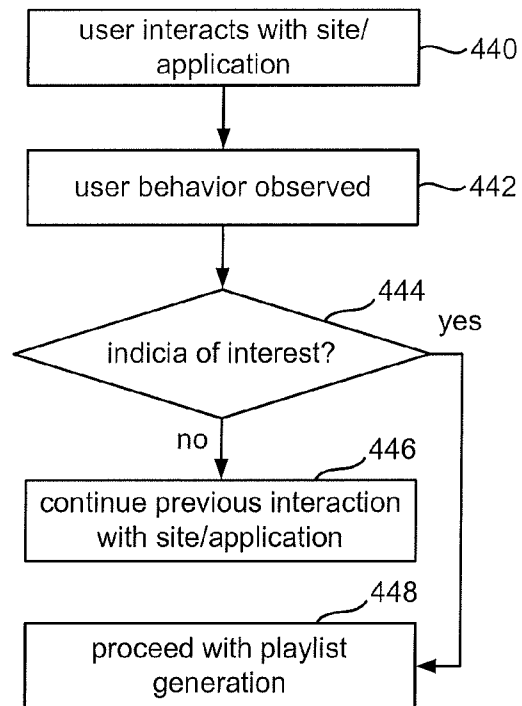 user interacts with site/
application
440
user behavior observed
442
444
indicia of interest?
yes
no
446
continue previous interaction
with site/application
448
proceed with playlist
generation